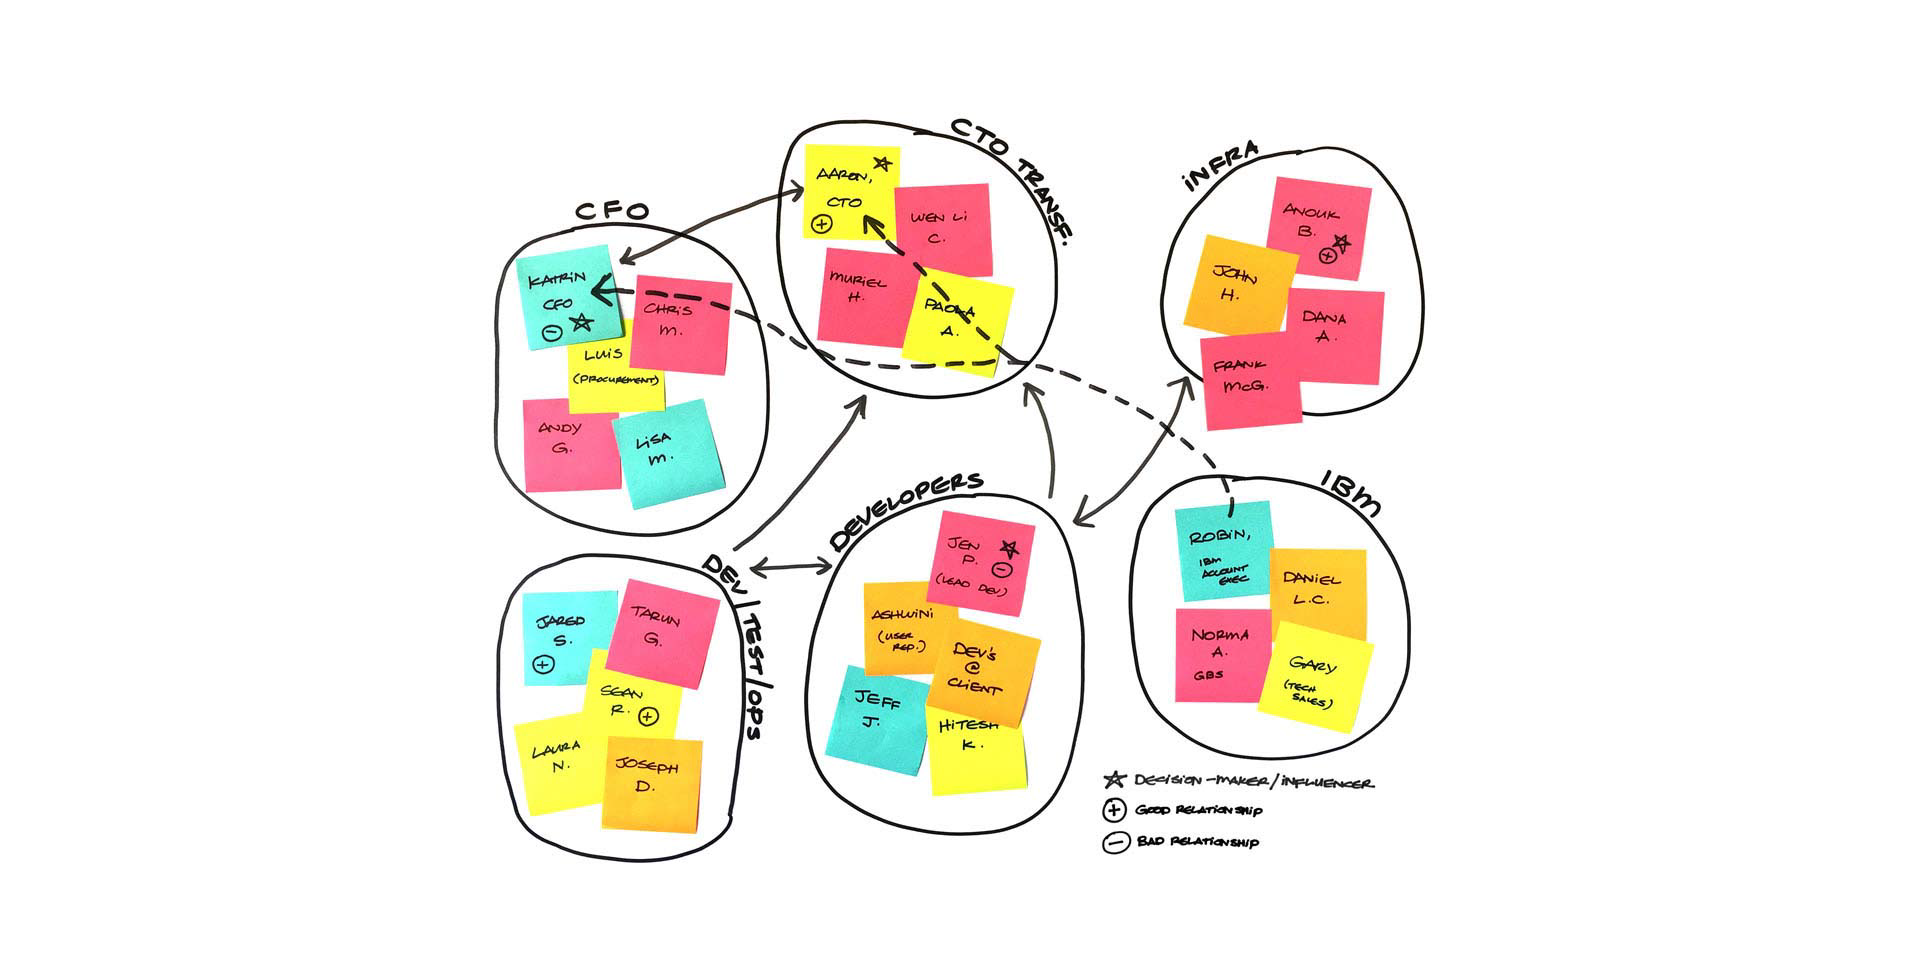 CFO
KATRIN
CFO
CHRIS
M.
LUIS
(PROCUREMENT)
ANDY
G.
LISA
M.
CTO TRANSF.
AARON,
CTO
WEN LI
C.
MURIEL
H.
PAOLA
A.
INFRA
ANOUK
B.
JOHN
H.
DANA
A.
FRANK
McG.
DEV/TEST/OPS
JARED
S.
TARUN
G.
SEAN
R.
LAURA
N.
JOSEPH
D.
DEVELOPERS
JEN
P.
(LEAD DEV)
ASHWINI
(USER
REP.)
DEV'S
@
CLIENT
JEFF
J.
HITESH
K.
IBM
ROBIN,
IBM
ACCOUNT
EXEC
DANIEL
L.C.
NORMA
A.
GBS
GARY
(TECH
SALES)
DECISION-MAKER/INFLUENCER
GOOD RELATIONSHIP
BAD RELATIONSHIP